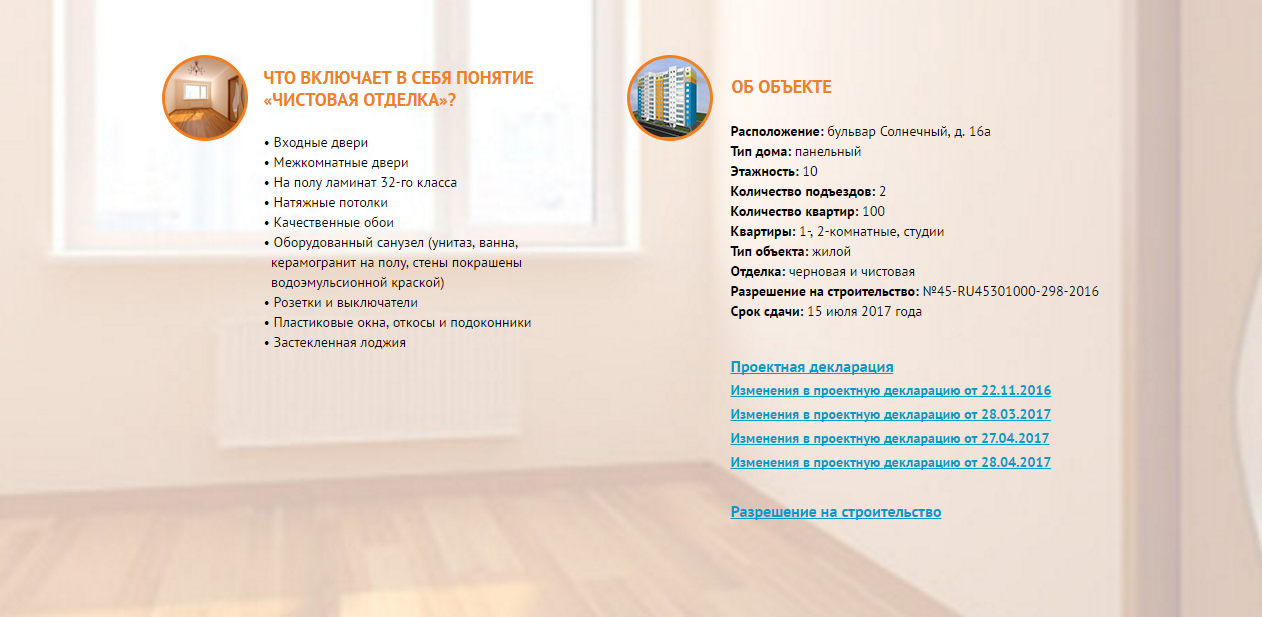 ЧТО ВКЛЮЧАЕТ В СЕБЯ ПОНЯТИЕ
«ЧИСТОВАЯ ОТДЕЛКА»?
• Входные двери
• Межкомнатные двери
• На полу ламинат 32-го класса
• Натяжные потолки
• Качественные обои
• Оборудованный санузел (унитаз, ванна,
керамогранит на полу, стены покрашены
водоэмульсионной краской)
• Розетки и выключатели
• Пластиковые окна, откосы и подоконники
• Застекленная лоджия
ОБ ОБЪЕКТЕ
Расположение: бульвар Солнечный, д. 16а
Тип дома: панельный
Этажность: 10
Количество подъездов: 2
Количество квартир: 100
Квартиры: 1-, 2-комнатные, студии
Тип объекта: жилой
Отделка: черновая и чистовая
Разрешение на строительство: №45-RU45301000-298-2016
Срок сдачи: 15 июля 2017 года
Проектная декларация
Изменения в проектную декларацию от 22.11.2016
Изменения в проектную декларацию от 28.03.2017
Изменения в проектную декларацию от 27.04.2017
Изменения в проектную декларацию от 28.04.2017
Разрешение на строительство